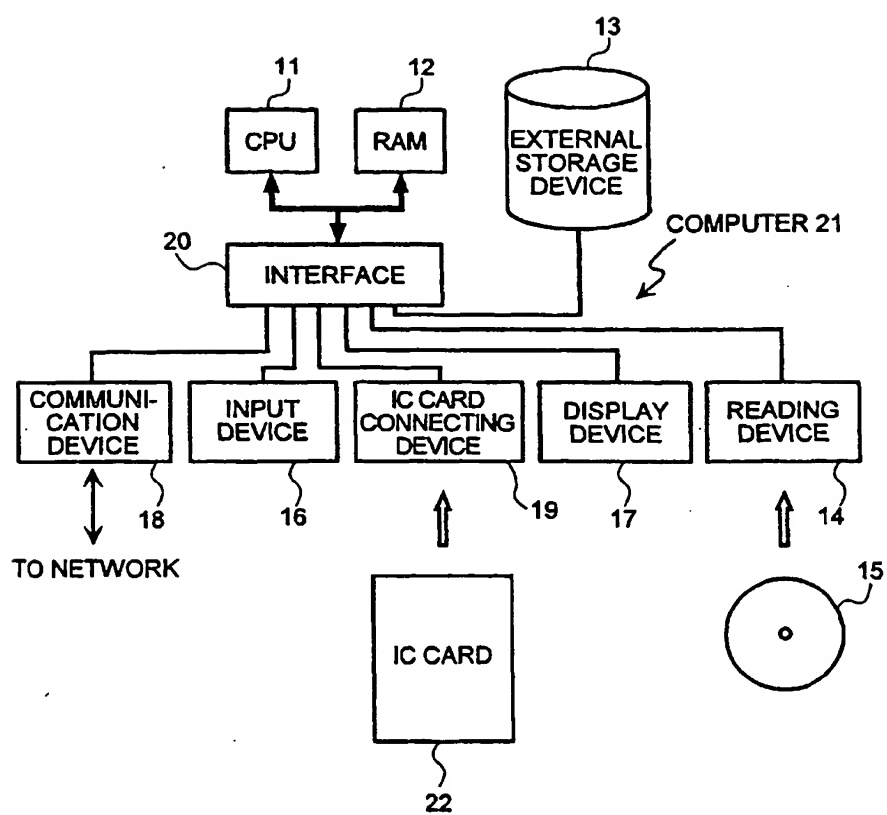 13
11
12
CPU
RAM
EXTERNAL
STORAGE
DEVICE
COMPUTER 21
20
INTERFACE
COMMUNI-
CATION
DEVICE
INPUT
DEVICE
IC CARD
CONNECTING
DEVICE
DISPLAY
DEVICE
READING
DEVICE
18
16
19
17
14
TO NETWORK
15
IC CARD
22